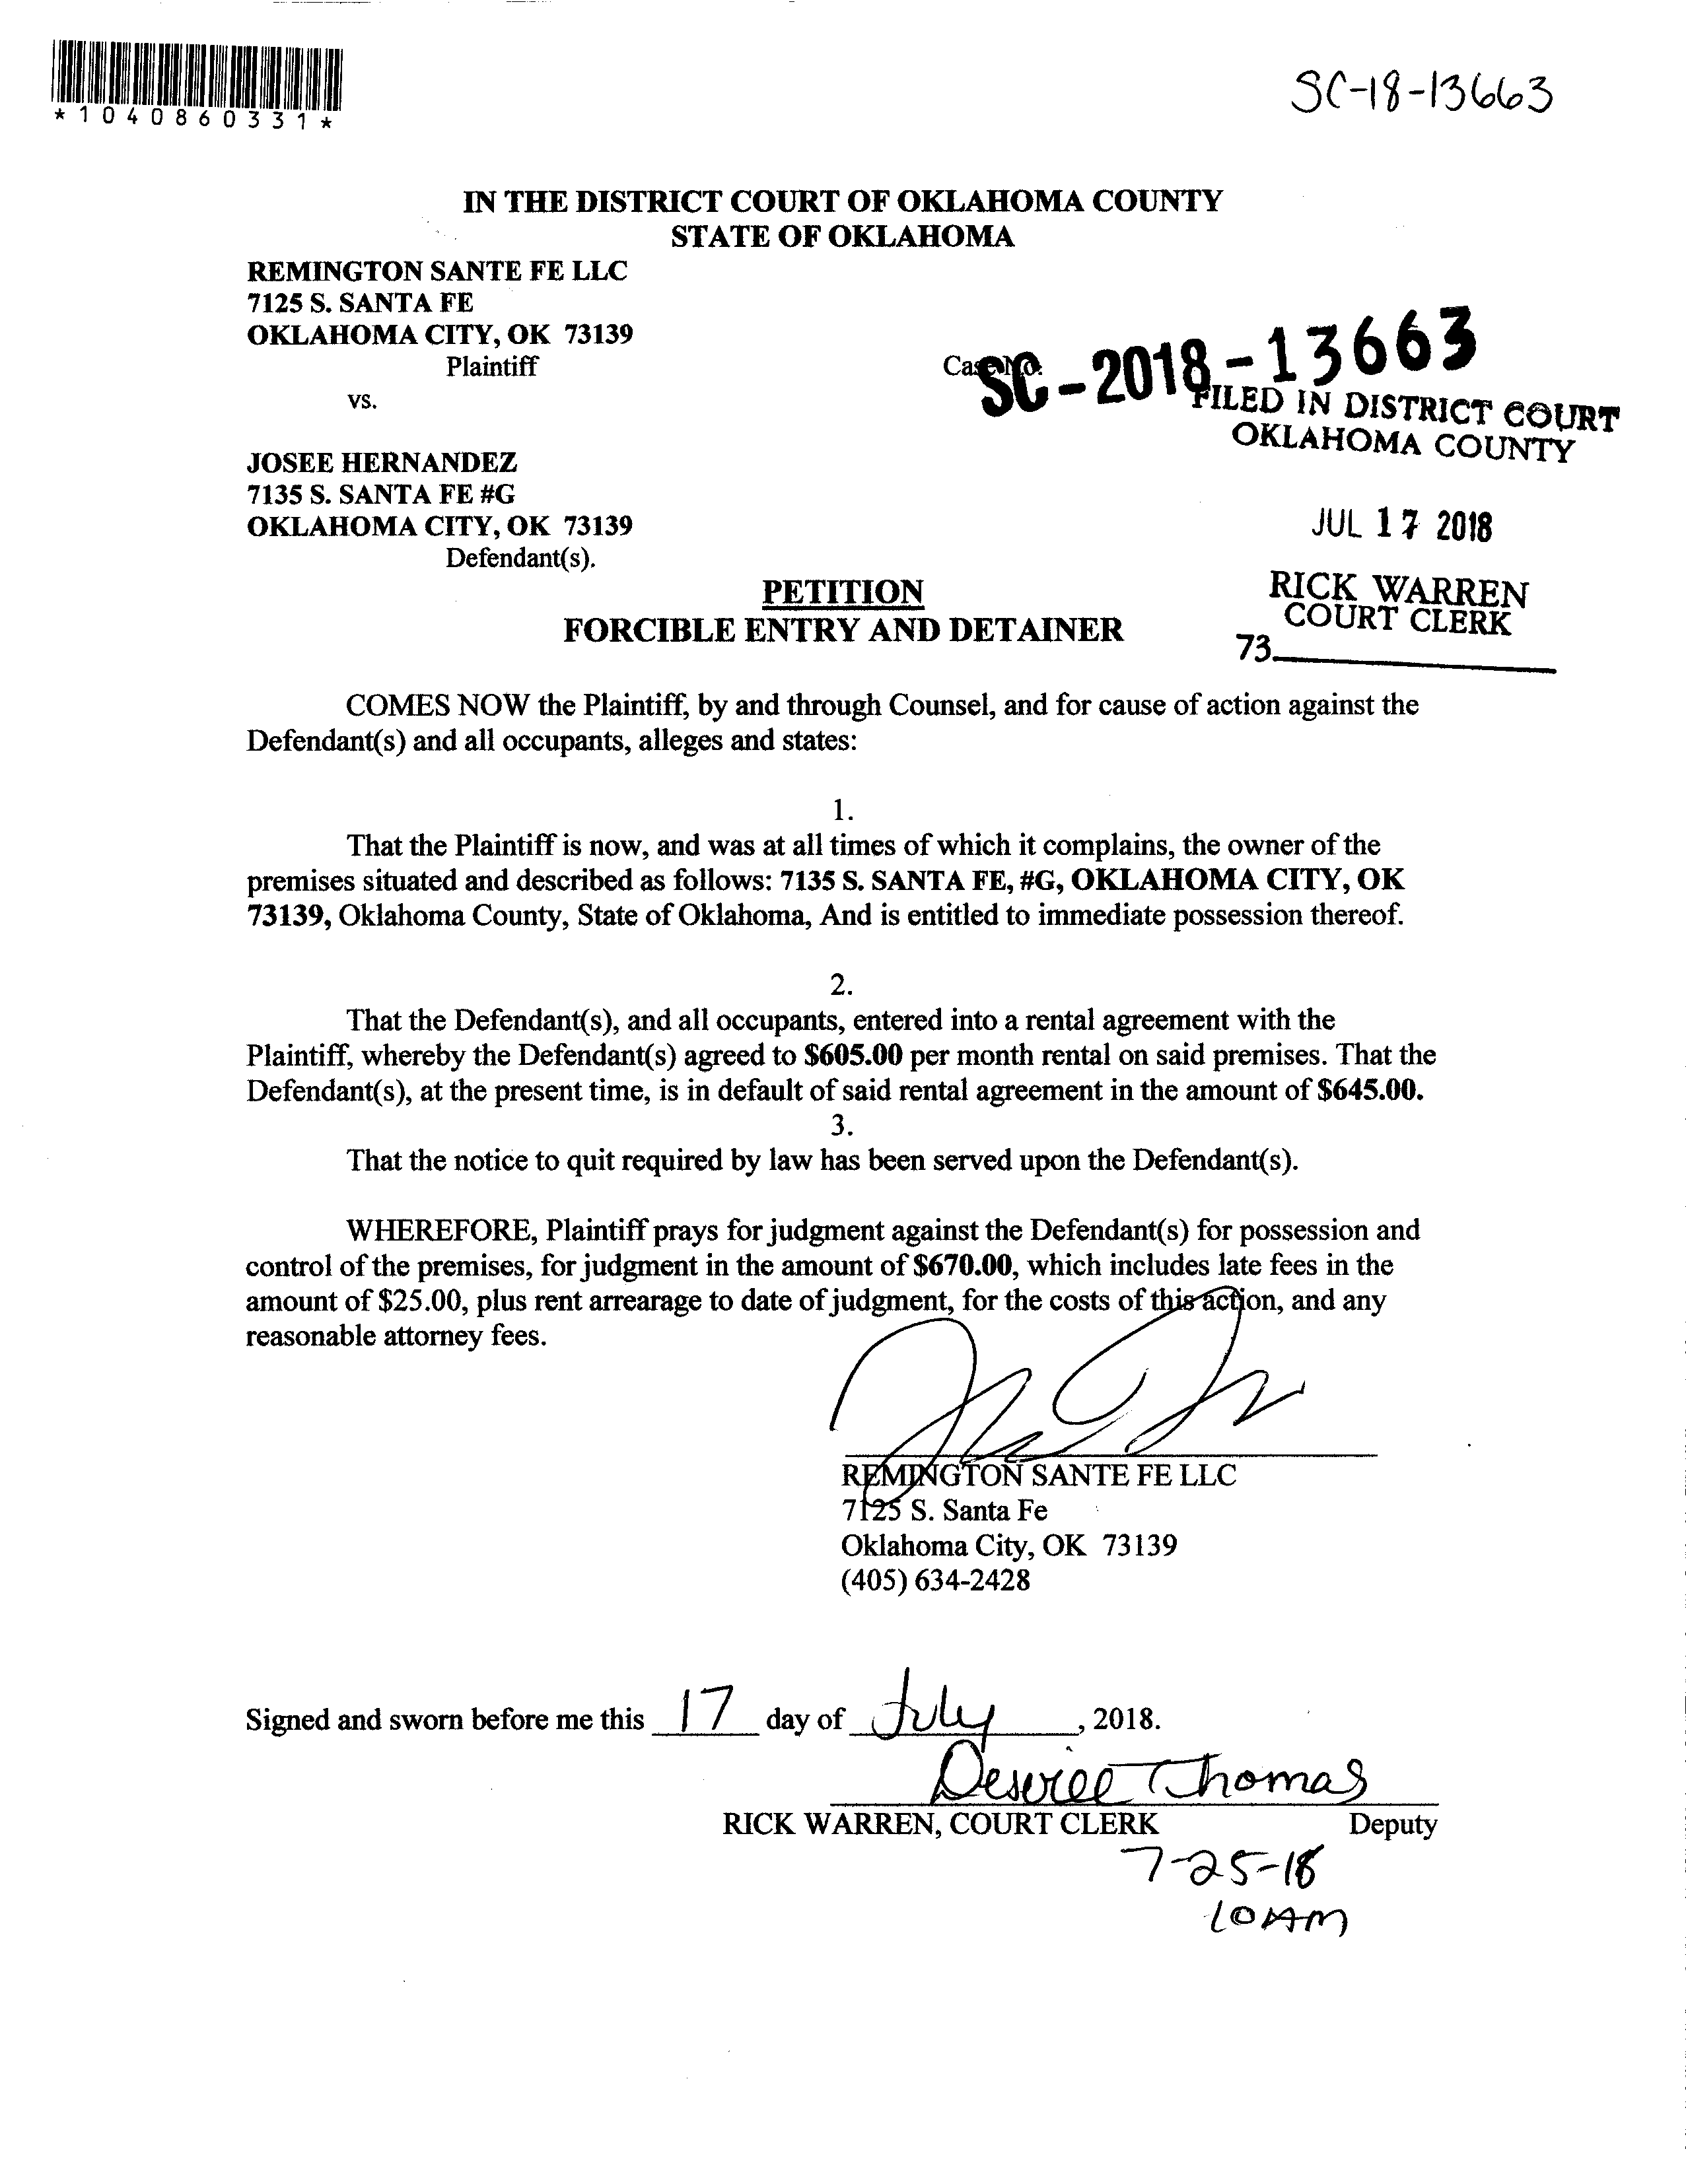 *1040860331*
SC-18-13663
IN THE DISTRICT COURT OF OKLAHOMA COUNTY
STATE OF OKLAHOMA
REMINGTON SANTE FE LLC
7125 S. SANTA FE
OKLAHOMA CITY, OK 73139
Plaintiff
vs.
Case No.
SC-2018-13663
FILED IN DISTRICT COURT
OKLAHOMA COUNTY
JOSEE HERNANDEZ
7135 S. SANTA FE #G
OKLAHOMA CITY, OK 73139
Defendant(s).
JUL 17 2018
RICK WARREN
COURT CLERK
73
PETITION
FORCIBLE ENTRY AND DETAINER
COMES NOW the Plaintiff, by and through Counsel, and for cause of action against the
Defendant(s) and all occupants, alleges and states:
1.
That the Plaintiff is now, and was at all times of which it complains, the owner of the
premises situated and described as follows: 7135 S. SANTA FE, #G, OKLAHOMA CITY, OK
73139, Oklahoma County, State of Oklahoma, And is entitled to immediate possession thereof.
2.
That the Defendant(s), and all occupants, entered into a rental agreement with the
Plaintiff, whereby the Defendant(s) agreed to $605.00 per month rental on said premises. That the
Defendant(s), at the present time, is in default of said rental agreement in the amount of $645.00.
3.
That the notice to quit required by law has been served upon the Defendant(s).
WHEREFORE, Plaintiff prays for judgment against the Defendant(s) for possession and
control of the premises, for judgment in the amount of $670.00, which includes late fees in the
amount of $25.00, plus rent arrearage to date of judgment, for the costs of this action, and any
reasonable attorney fees.
REMINGTON SANTE FE LLC
7125 S. Santa Fe
Oklahoma City, OK 73139
(405) 634-2428
Signed and sworn before me this 17 day of July, 2018.
Desiree Thomas
RICK WARREN, COURT CLERK Deputy
7-25-18
10AM